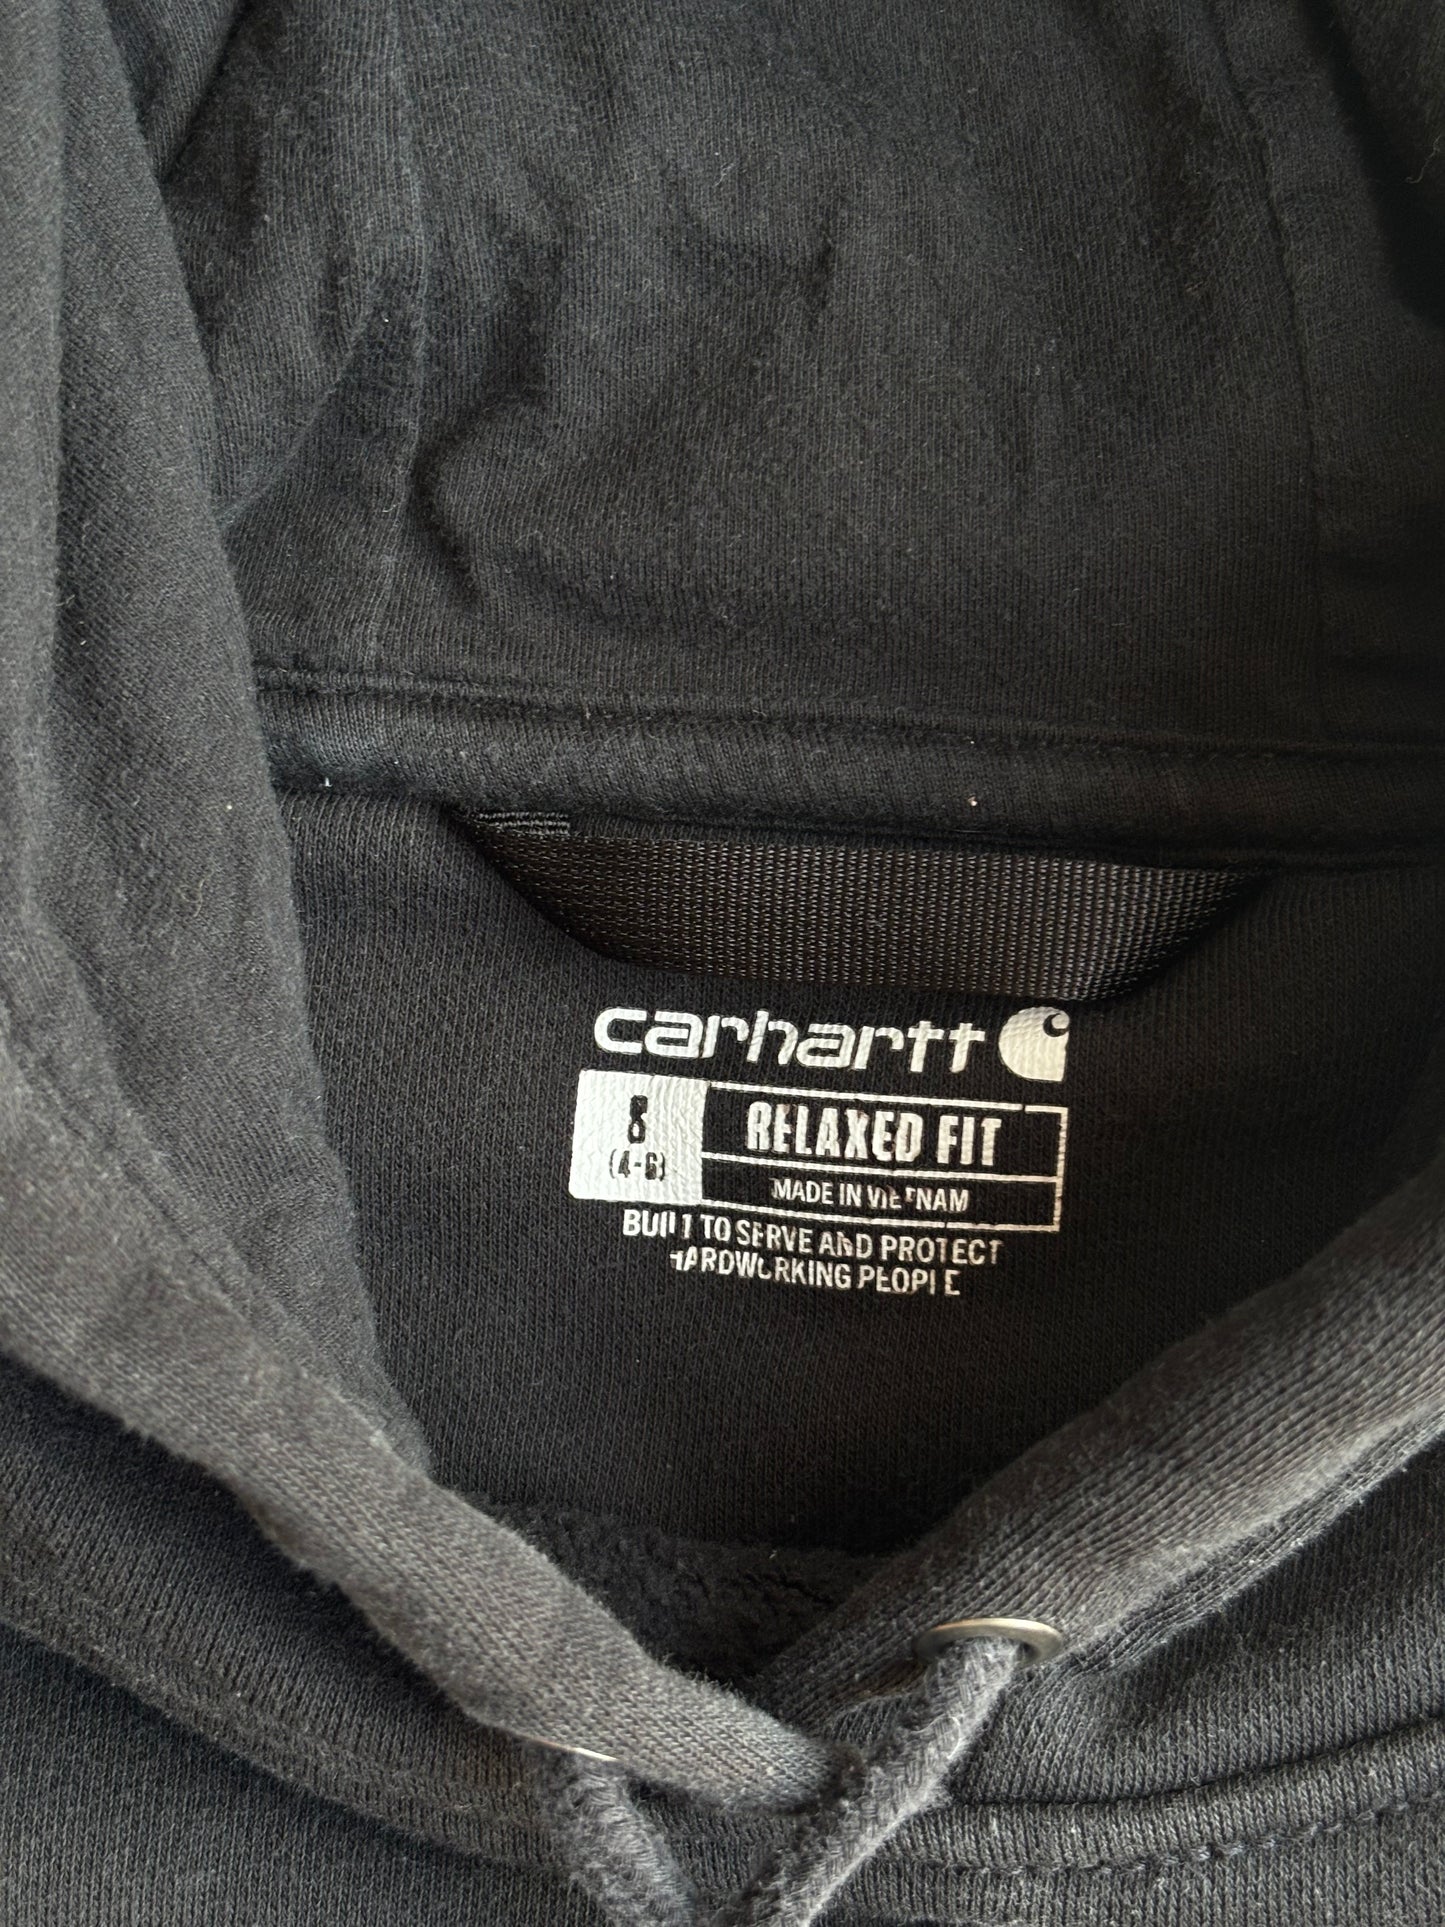 carhartt
(4-6)
RELAXED FIT
MADE IN VIETNAM
BUILT TO SERVE AND PROTECT
HARDWORKING PEOPLE